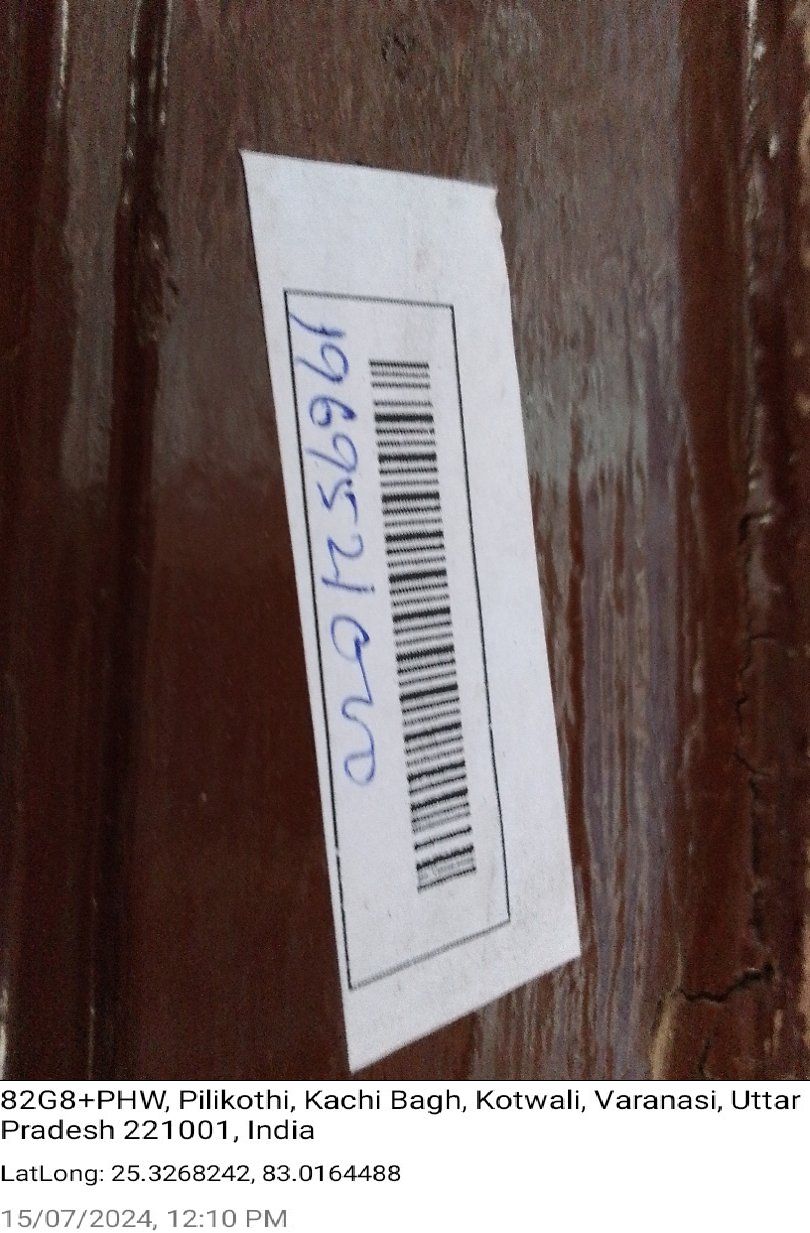 82G8+PHW, Pilikothi, Kachi Bagh, Kotwali, Varanasi, Uttar
Pradesh 221001, India
LatLong: 25.3268242, 83.0164488
15/07/2024, 12:10 PM